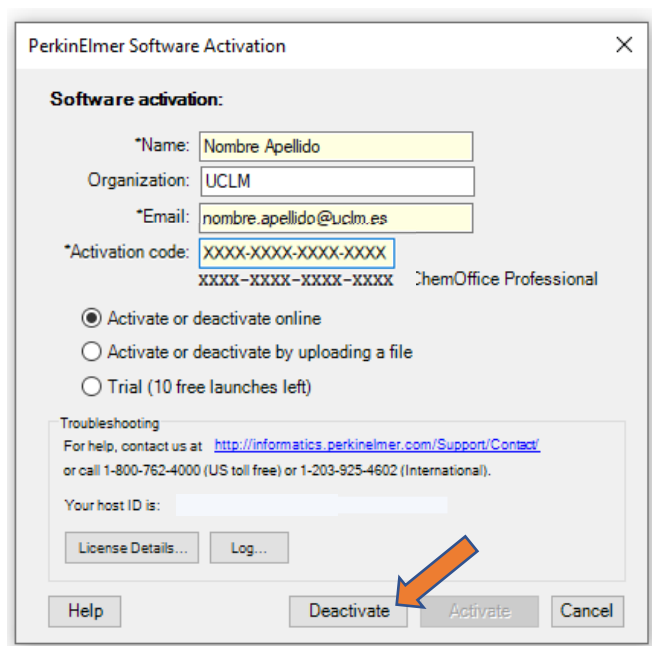 PerkinElmer Software Activation
Software activation:
*Name: Nombre Apellido
Organization: UCLM
*Email: nombre.apellido@uclm.es
*Activation code: XXXX-XXXX-XXXX-XXXX
XXXX-XXXX-XXXX-XXXX ChemOffice Professional
Activate or deactivate online
Activate or deactivate by uploading a file
Trial (10 free launches left)
Troubleshooting
For help, contact us at http://informatics.perkinelmer.com/Support/Contact/
or call 1-800-762-4000 (US toll free) or 1-203-925-4602 (International).
Your host ID is:
License Details... Log...
Help Deactivate Activate Cancel